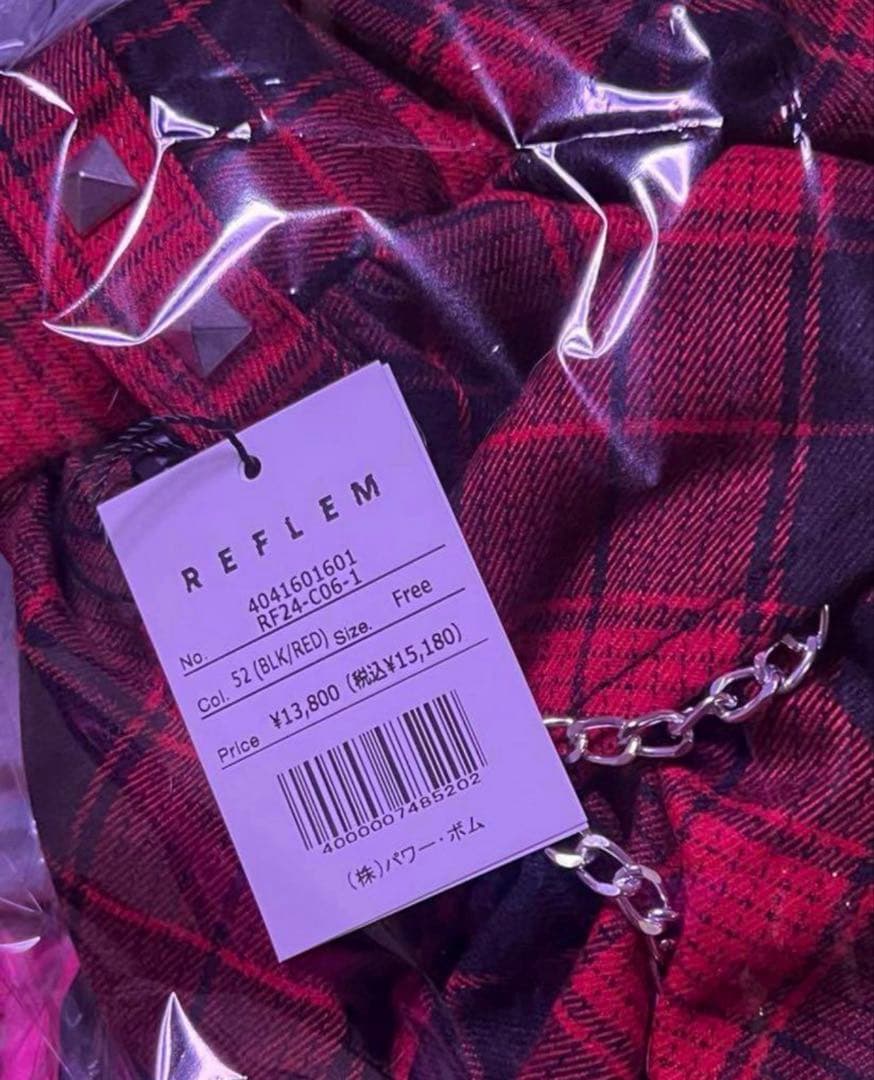 REFLEM
4041601601
No. RF24-C06-1
Col. 52(BLK/RED) Size. Free
Price ¥13,800 (税込¥15,180)
4000007485202
(株)パワー・ボム